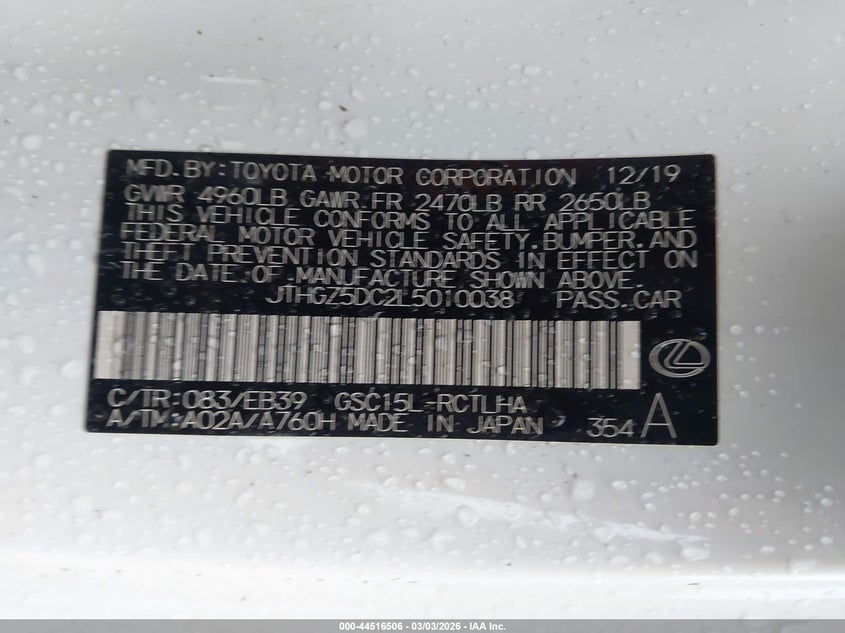 MFD.BY:TOYOTA MOTOR CORPORATION 12/19
GVWR 4960LB GAWR.FR 2470LB RR 2650LB
THIS VEHICLE CONFORMS TO ALL APPLICABLE
FEDERAL MOTOR VEHICLE SAFETY.BUMPER.AND
THEFT PREVENTION STANDARDS IN EFFECT ON
THE DATE.OF.MANUFACTURE SHOWN ABOVE.
JTHGZ5DC2L5010038 PASS.CAR
C/TR:083/EB39 GSC15L-RCTLHA
A/TM:A02A/A760H MADE IN JAPAN 354 A
000-44516506 — 03/03/2026 — IAA Inc.